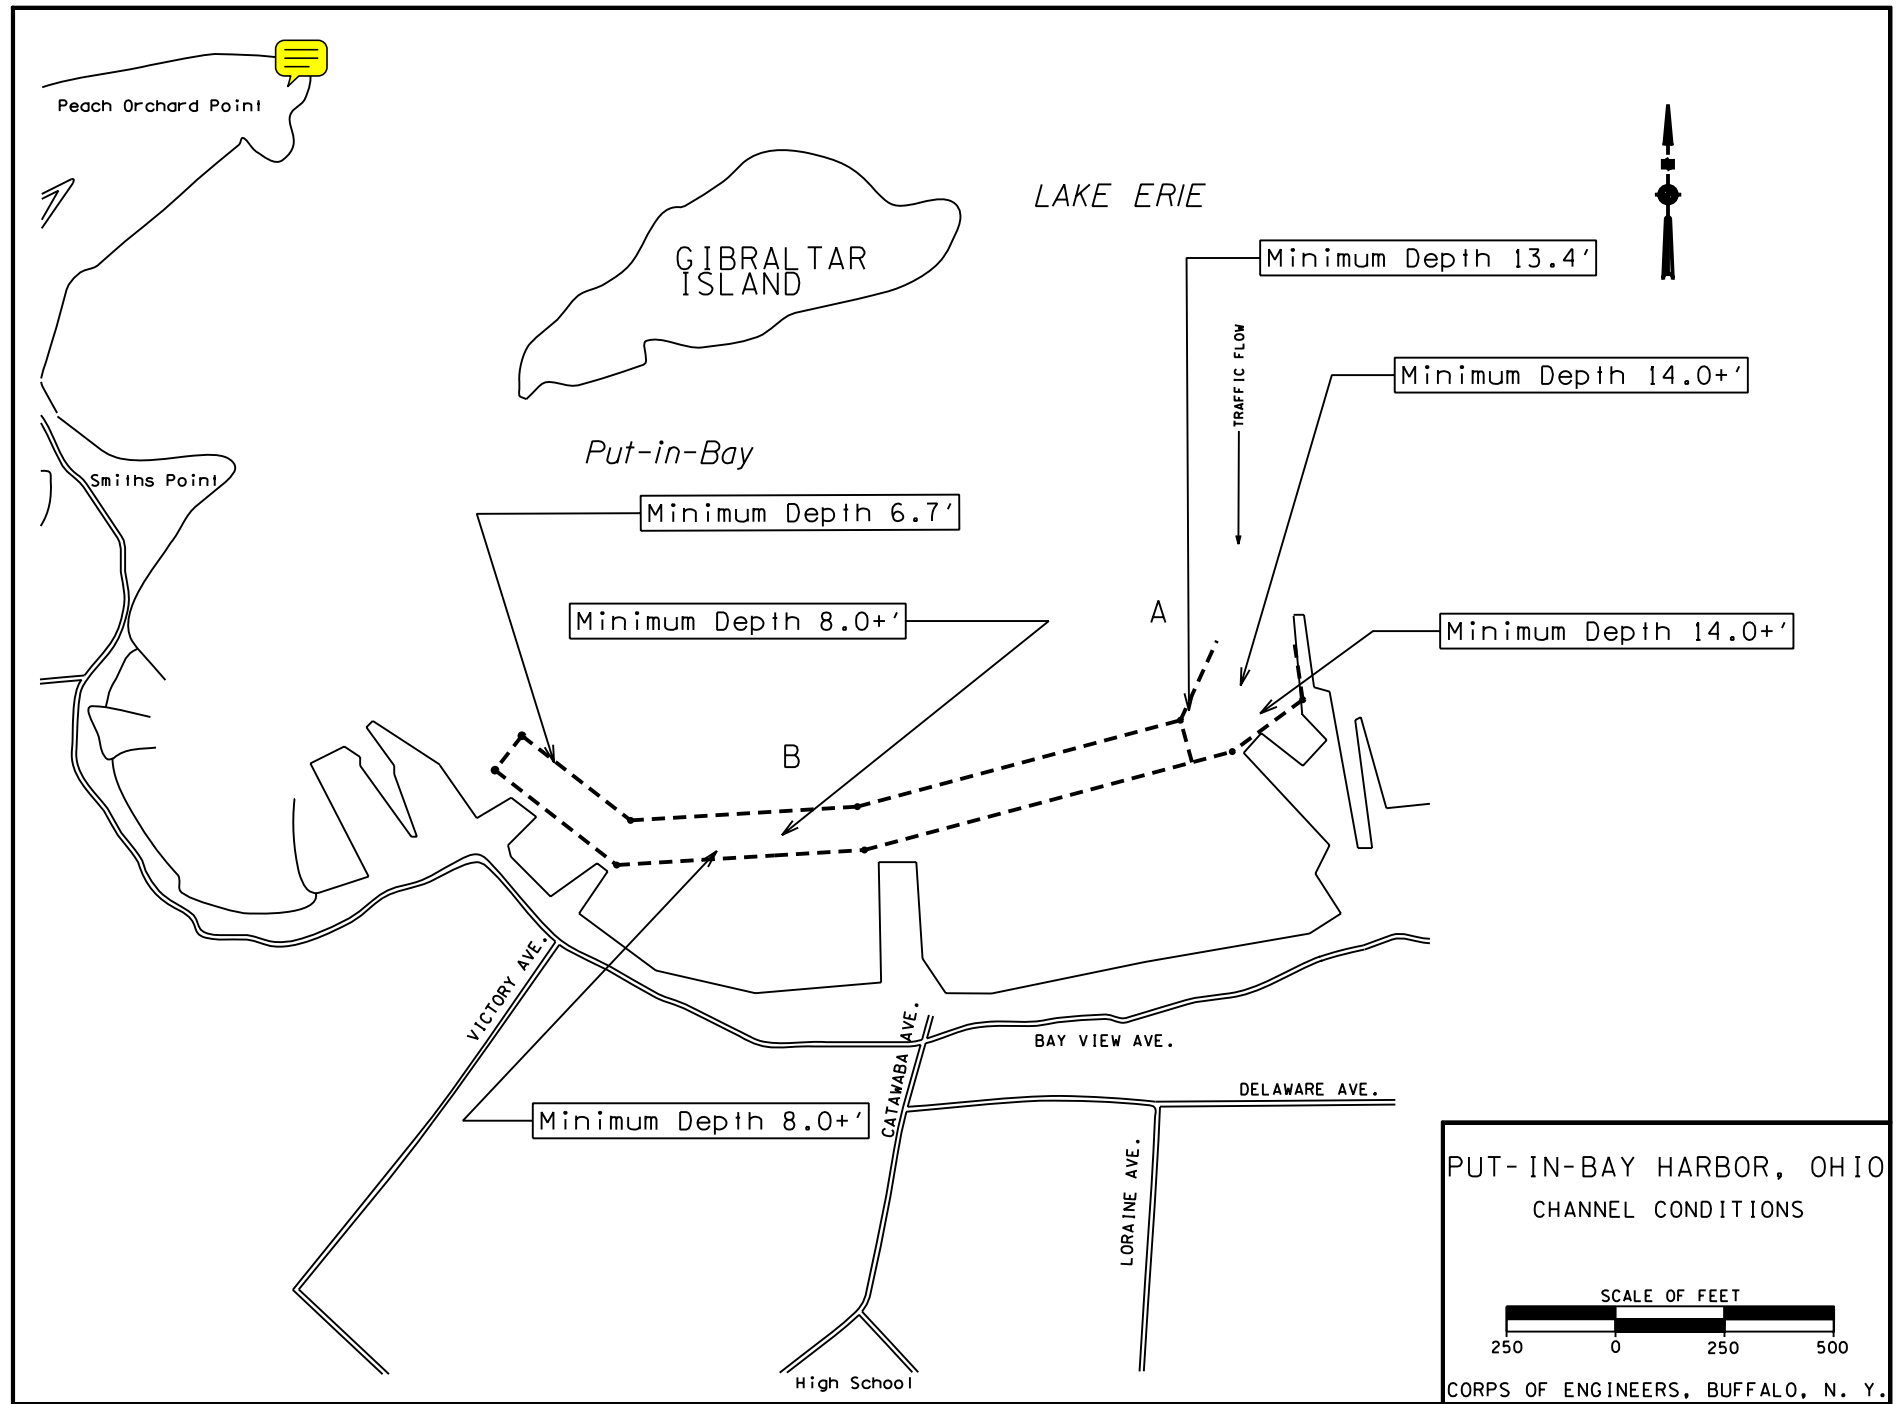 Peach Orchard Point
LAKE ERIE
GIBRALTAR
ISLAND
Minimum Depth 13.4'
TRAFFIC FLOW
Minimum Depth 14.0+'
Put-in-Bay
Smiths Point
Minimum Depth 6.7'
Minimum Depth 8.0+'
A
Minimum Depth 14.0+'
B
VICTORY AVE.
CATAWABA AVE.
BAY VIEW AVE.
DELAWARE AVE.
Minimum Depth 8.0+'
LORAINE AVE.
High School
PUT-IN-BAY HARBOR, OHIO
CHANNEL CONDITIONS
SCALE OF FEET
250 0 250 500
CORPS OF ENGINEERS, BUFFALO, N. Y.